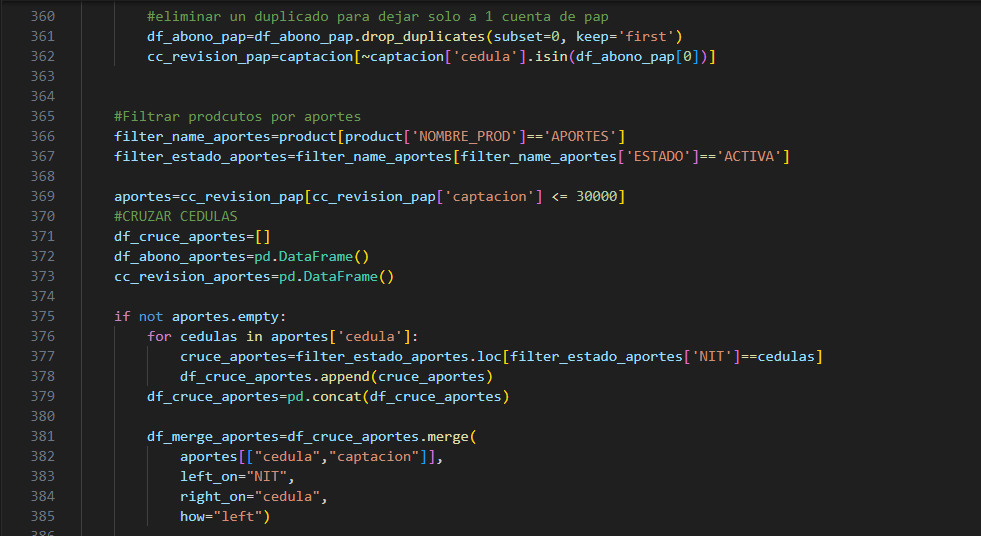 360 #eliminar un duplicado para dejar solo a 1 cuenta de pap
361 df_abono_pap=df_abono_pap.drop_duplicates(subset=0, keep='first')
362 cc_revision_pap=captacion[~captacion['cedula'].isin(df_abono_pap[0])]
363
364
365 #Filtrar prodcutos por aportes
366 filter_name_aportes=product[product['NOMBRE_PROD']=='APORTES']
367 filter_estado_aportes=filter_name_aportes[filter_name_aportes['ESTADO']=='ACTIVA']
368
369 aportes=cc_revision_pap[cc_revision_pap['captacion'] <= 30000]
370 #CRUZAR CEDULAS
371 df_cruce_aportes=[]
372 df_abono_aportes=pd.DataFrame()
373 cc_revision_aportes=pd.DataFrame()
374
375 if not aportes.empty:
376 for cedulas in aportes['cedula']:
377 cruce_aportes=filter_estado_aportes.loc[filter_estado_aportes['NIT']==cedulas]
378 df_cruce_aportes.append(cruce_aportes)
379 df_cruce_aportes=pd.concat(df_cruce_aportes)
380
381 df_merge_aportes=df_cruce_aportes.merge(
382 aportes[["cedula","captacion"]],
383 left_on="NIT",
384 right_on="cedula",
385 how="left")
386